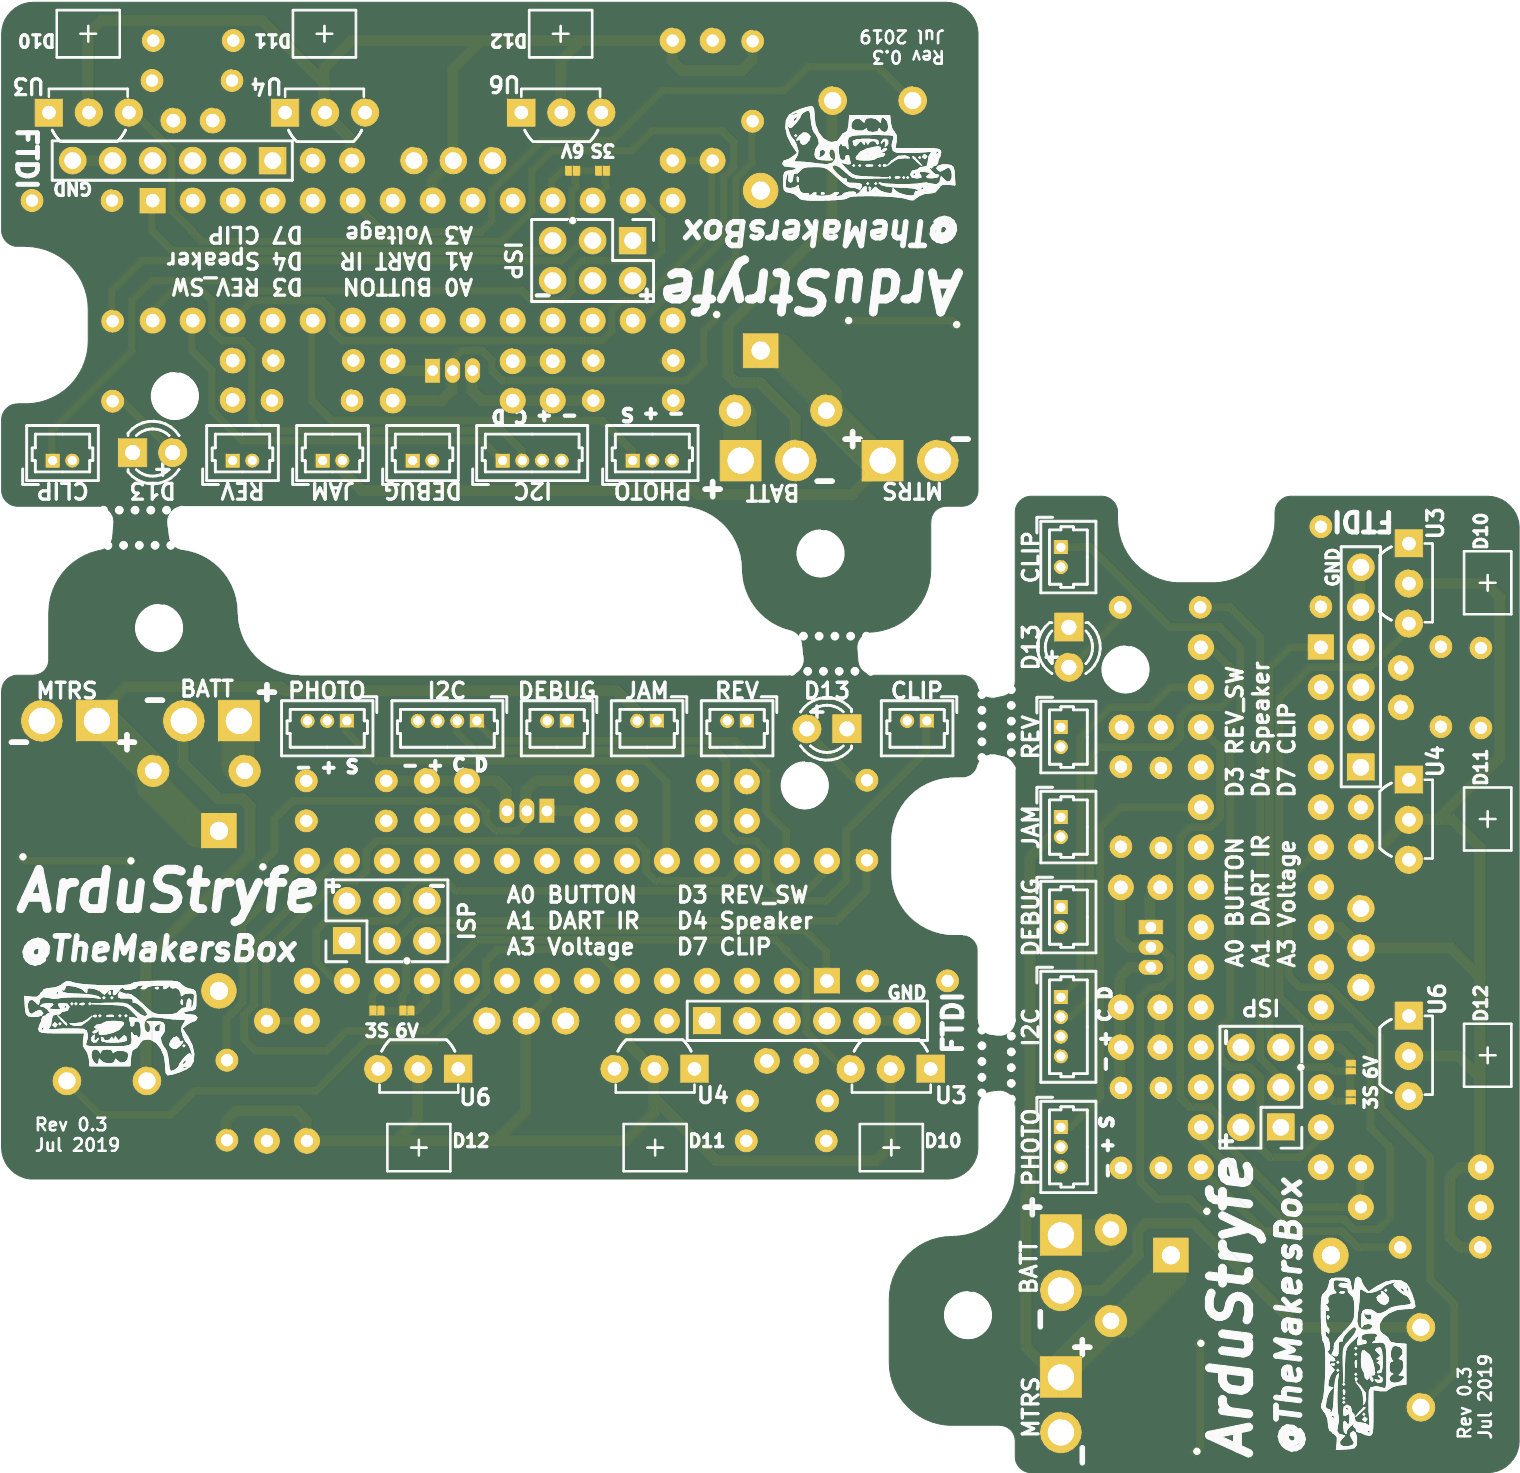 D10
D11
D12
Rev 0.3
Jul 2019
U3
U4
U6
FTDI
GND
3S 6V
@TheMakersBox
ArduStryfe
A0 BUTTON
A1 DART IR
A3 Voltage
D3 REV_SW
D4 Speaker
D7 CLIP
ISP
- +
C D + -
S + -
+ -
CLIP
D13
+
REV
JAM
DEBUG
I2C
PHOTO
+
BATT
-
MTRS
MTRS
-
BATT
+
PHOTO
I2C
DEBUG
JAM
REV
D13
CLIP
- +
+
- + S
- + C D
ArduStryfe
@TheMakersBox
+ -
ISP
A0 BUTTON D3 REV_SW
A1 DART IR D4 Speaker
A3 Voltage D7 CLIP
GND
FTDI
3S 6V
U6
U4
U3
Rev 0.3
Jul 2019
D12
D11
D10
CLIP
D13
+
REV
JAM
DEBUG
I2C
- + C D
PHOTO
- + S
+
BATT
-
+
MTRS
-
FTDI
GND
U3
D10
U4
D11
U6
D12
D3 REV_SW
D4 Speaker
D7 CLIP
A0 BUTTON
A1 DART IR
A3 Voltage
ISP
- +
3S 6V
ArduStryfe
@TheMakersBox
Rev 0.3
Jul 2019